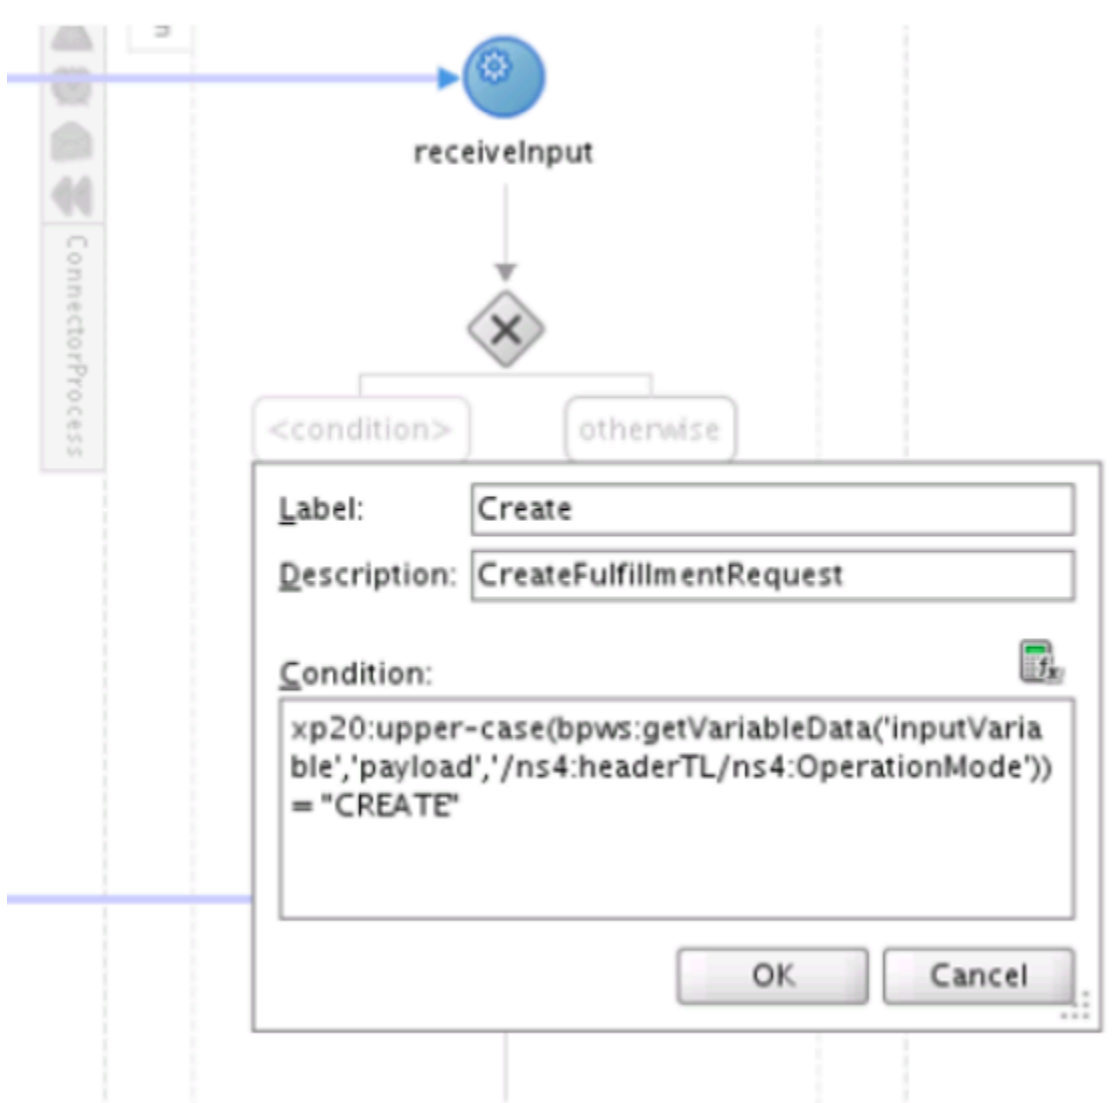 receiveInput
ConnectorProcess
<condition>
otherwise
Label:
Create
Description:
CreateFulfillmentRequest
Condition:
xp20:upper-case(bpws:getVariableData('inputVaria
ble','payload','/ns4:headerTL/ns4:OperationMode'))
= "CREATE"
OK
Cancel